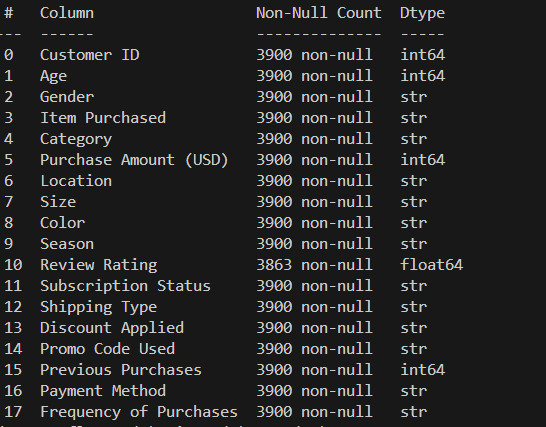 #   Column                  Non-Null Count  Dtype
--- ------                  --------------  -----
0   Customer ID             3900 non-null   int64
1   Age                     3900 non-null   int64
2   Gender                  3900 non-null   str
3   Item Purchased          3900 non-null   str
4   Category                3900 non-null   str
5   Purchase Amount (USD)   3900 non-null   int64
6   Location                3900 non-null   str
7   Size                    3900 non-null   str
8   Color                   3900 non-null   str
9   Season                  3900 non-null   str
10  Review Rating           3863 non-null   float64
11  Subscription Status     3900 non-null   str
12  Shipping Type           3900 non-null   str
13  Discount Applied        3900 non-null   str
14  Promo Code Used         3900 non-null   str
15  Previous Purchases      3900 non-null   int64
16  Payment Method          3900 non-null   str
17  Frequency of Purchases  3900 non-null   str